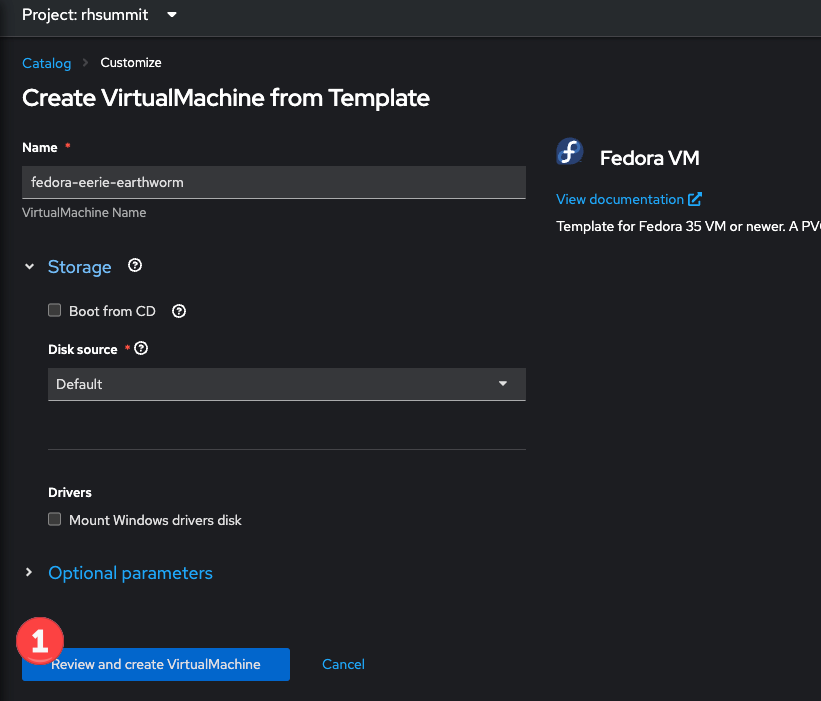 Project: rhsummit
Catalog > Customize
Create VirtualMachine from Template
Name *
fedora-eerie-earthworm
VirtualMachine Name
Storage
Boot from CD
Disk source *
Default
Drivers
Mount Windows drivers disk
Optional parameters
1
Review and create VirtualMachine
Cancel
Fedora VM
View documentation
Template for Fedora 35 VM or newer. A PVC